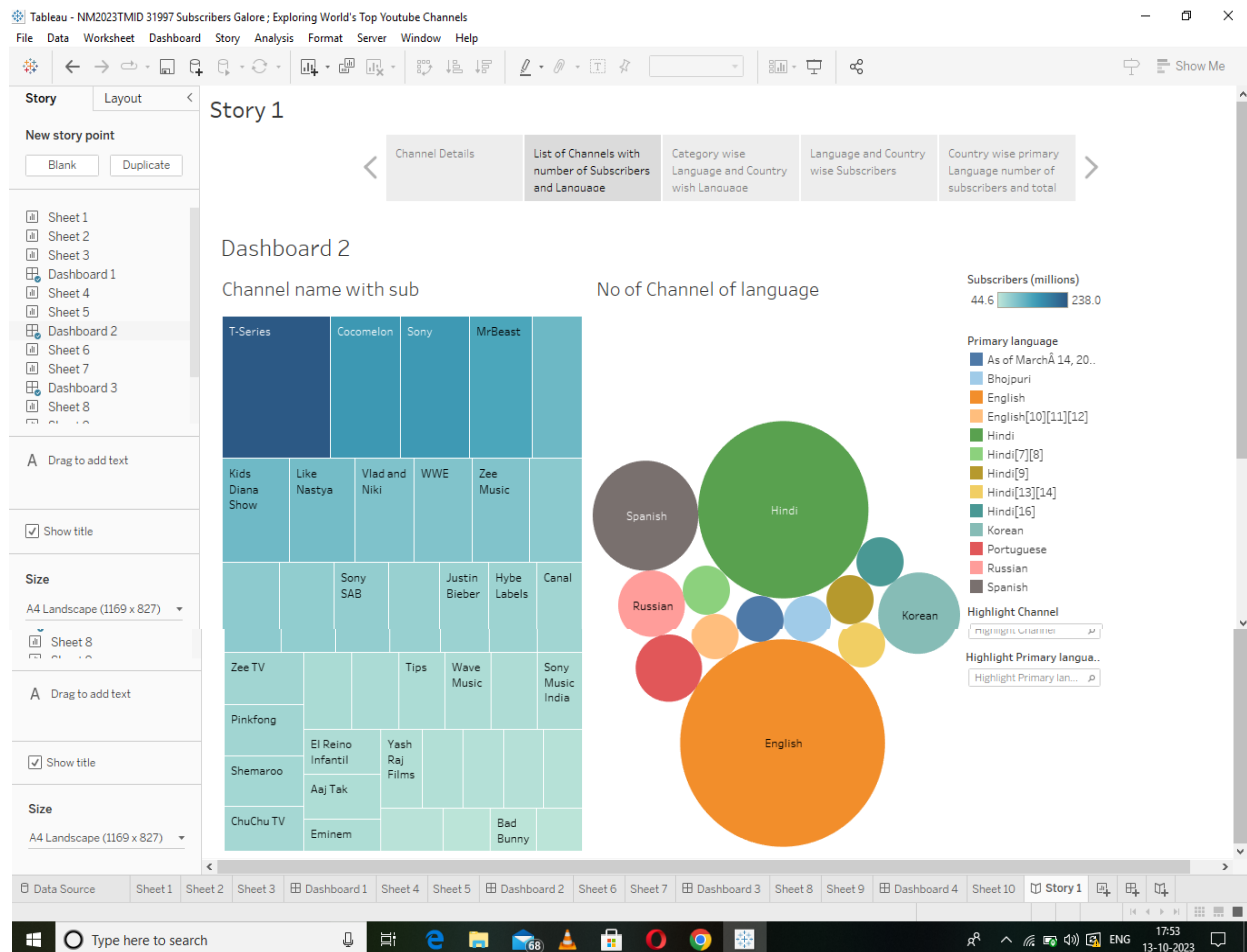 Tableau - NM2023TMID 31997 Subscribers Galore ; Exploring World's Top Youtube Channels
File Data Worksheet Dashboard Story Analysis Format Server Window Help
Show Me
Story Layout
New story point
Blank Duplicate
Sheet 1
Sheet 2
Sheet 3
Dashboard 1
Sheet 4
Sheet 5
Dashboard 2
Sheet 6
Sheet 7
Dashboard 3
Sheet 8
A Drag to add text
Show title
Size
A4 Landscape (1169 x 827)
Sheet 8
A Drag to add text
Show title
Size
A4 Landscape (1169 x 827)
Story 1
Channel Details
List of Channels with
number of Subscribers
and Language
Category wise
Language and Country
wish Language
Language and Country
wise Subscribers
Country wise primary
Language number of
subscribers and total
Dashboard 2
Channel name with sub
T-Series
Cocomelon
Sony
MrBeast
Kids
Diana
Show
Like
Nastya
Vlad and
Niki
WWE
Zee
Music
Sony
SAB
Justin
Bieber
Hybe
Labels
Canal
Zee TV
Tips
Wave
Music
Sony
Music
India
Pinkfong
El Reino
Infantil
Yash
Raj
Films
Shemaroo
Aaj Tak
ChuChu TV
Eminem
Bad
Bunny
No of Channel of language
Hindi
Spanish
Russian
Korean
English
Subscribers (millions)
44.6 238.0
Primary language
As of MarchÂ 14, 20..
Bhojpuri
English
English[10][11][12]
Hindi
Hindi[7][8]
Hindi[9]
Hindi[13][14]
Hindi[16]
Korean
Portuguese
Russian
Spanish
Highlight Channel
Highlight Channel
Highlight Primary langua..
Highlight Primary lan...
Data Source Sheet 1 Sheet 2 Sheet 3 Dashboard 1 Sheet 4 Sheet 5 Dashboard 2 Sheet 6 Sheet 7 Dashboard 3 Sheet 8 Sheet 9 Dashboard 4 Sheet 10 Story 1
Type here to search
68
ENG
17:53
13-10-2023